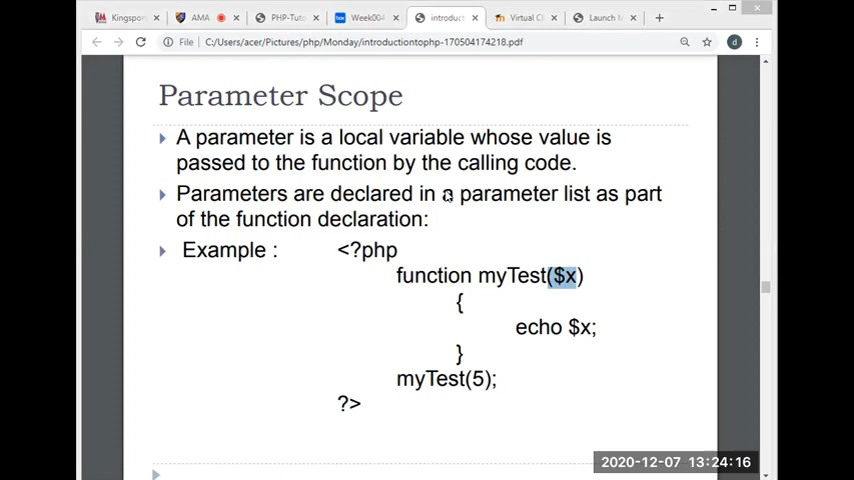 Kingspor
AMA
PHP-Tuto
Week004
introduct
Virtual Cl
Launch M
File
C:/Users/acer/Pictures/php/Monday/introductiontophp-170504174218.pdf
d
Parameter Scope
A parameter is a local variable whose value is
passed to the function by the calling code.
Parameters are declared in a parameter list as part
of the function declaration:
Example : <?php
function myTest($x)
{
echo $x;
}
myTest(5);
?>
2020-12-07 13:24:16